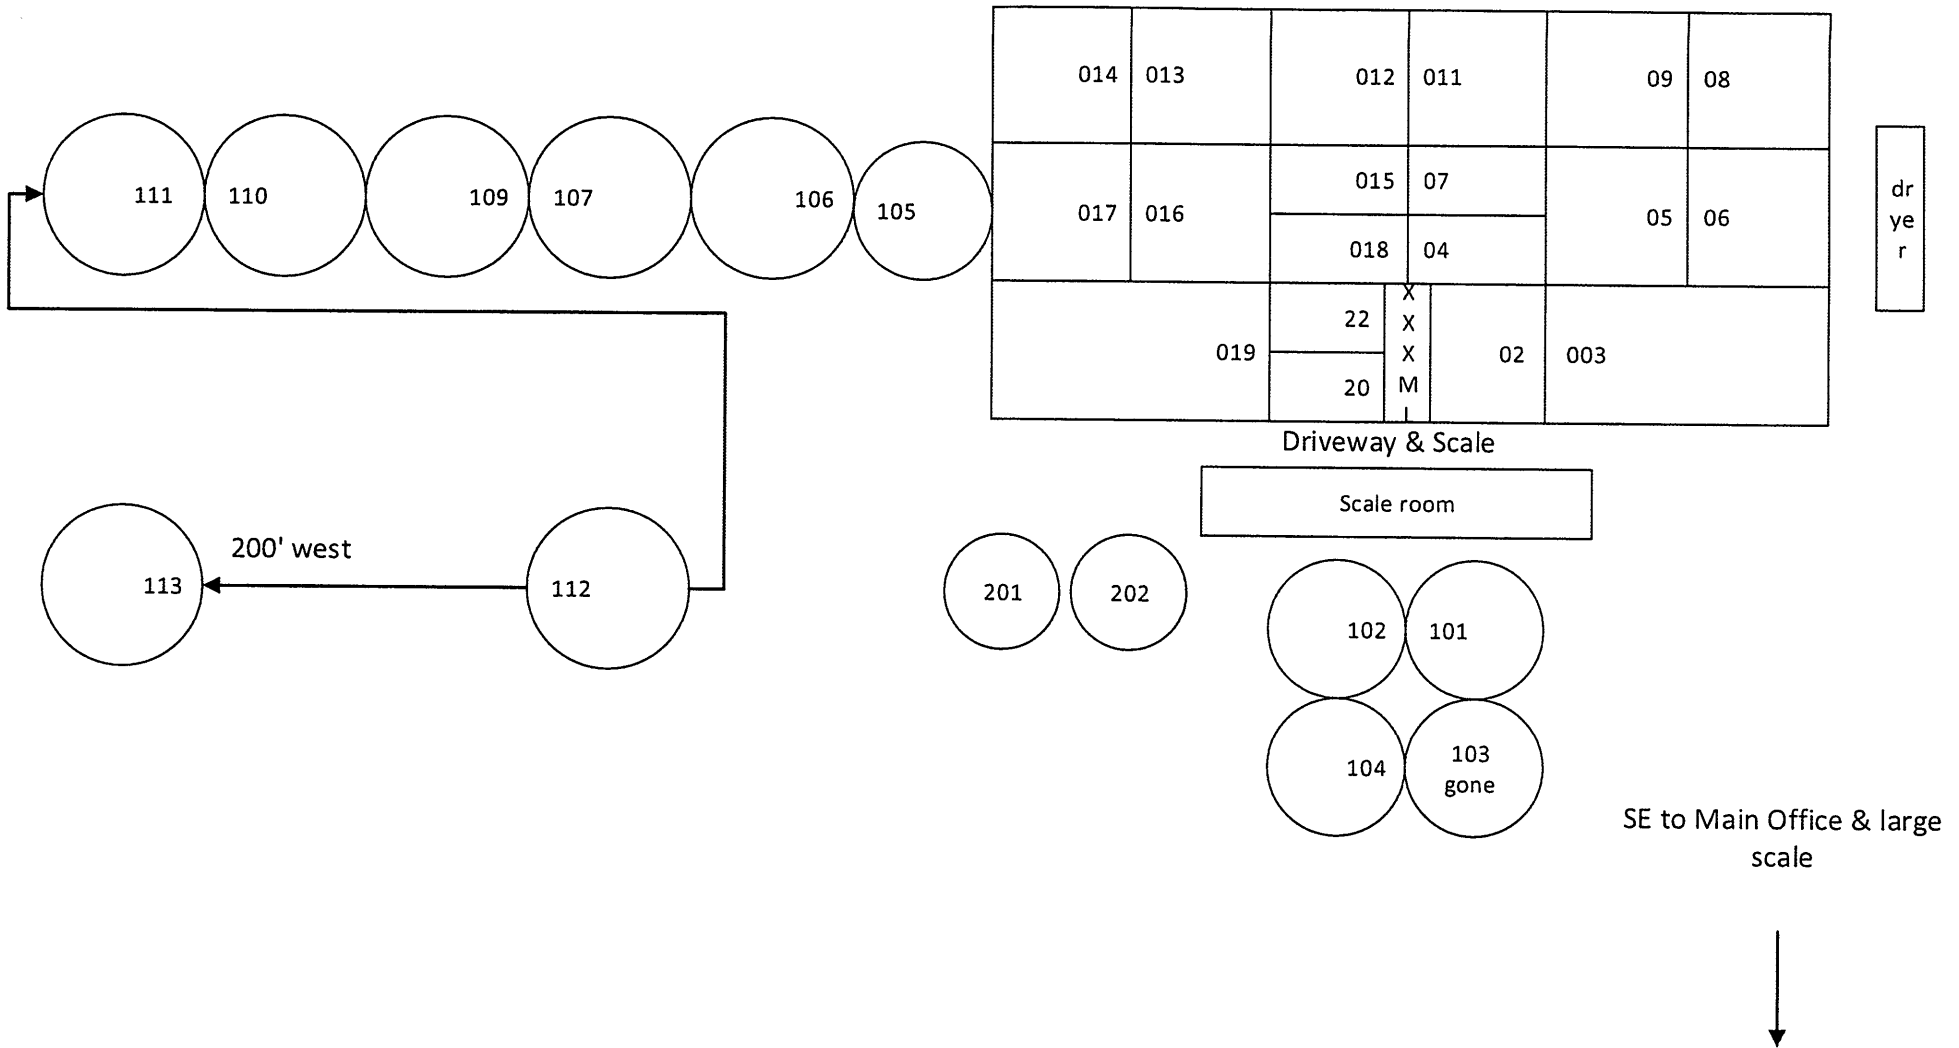 014 013 012 011 09 08
111 110 109 107 106 105
017 016 015 07 05 06
018 04
dr
ye
r
019 22 02 003
20
X
X
X
M
Driveway & Scale
Scale room
200' west
113 112
201 202
102 101
104 103
gone
SE to Main Office & large
scale